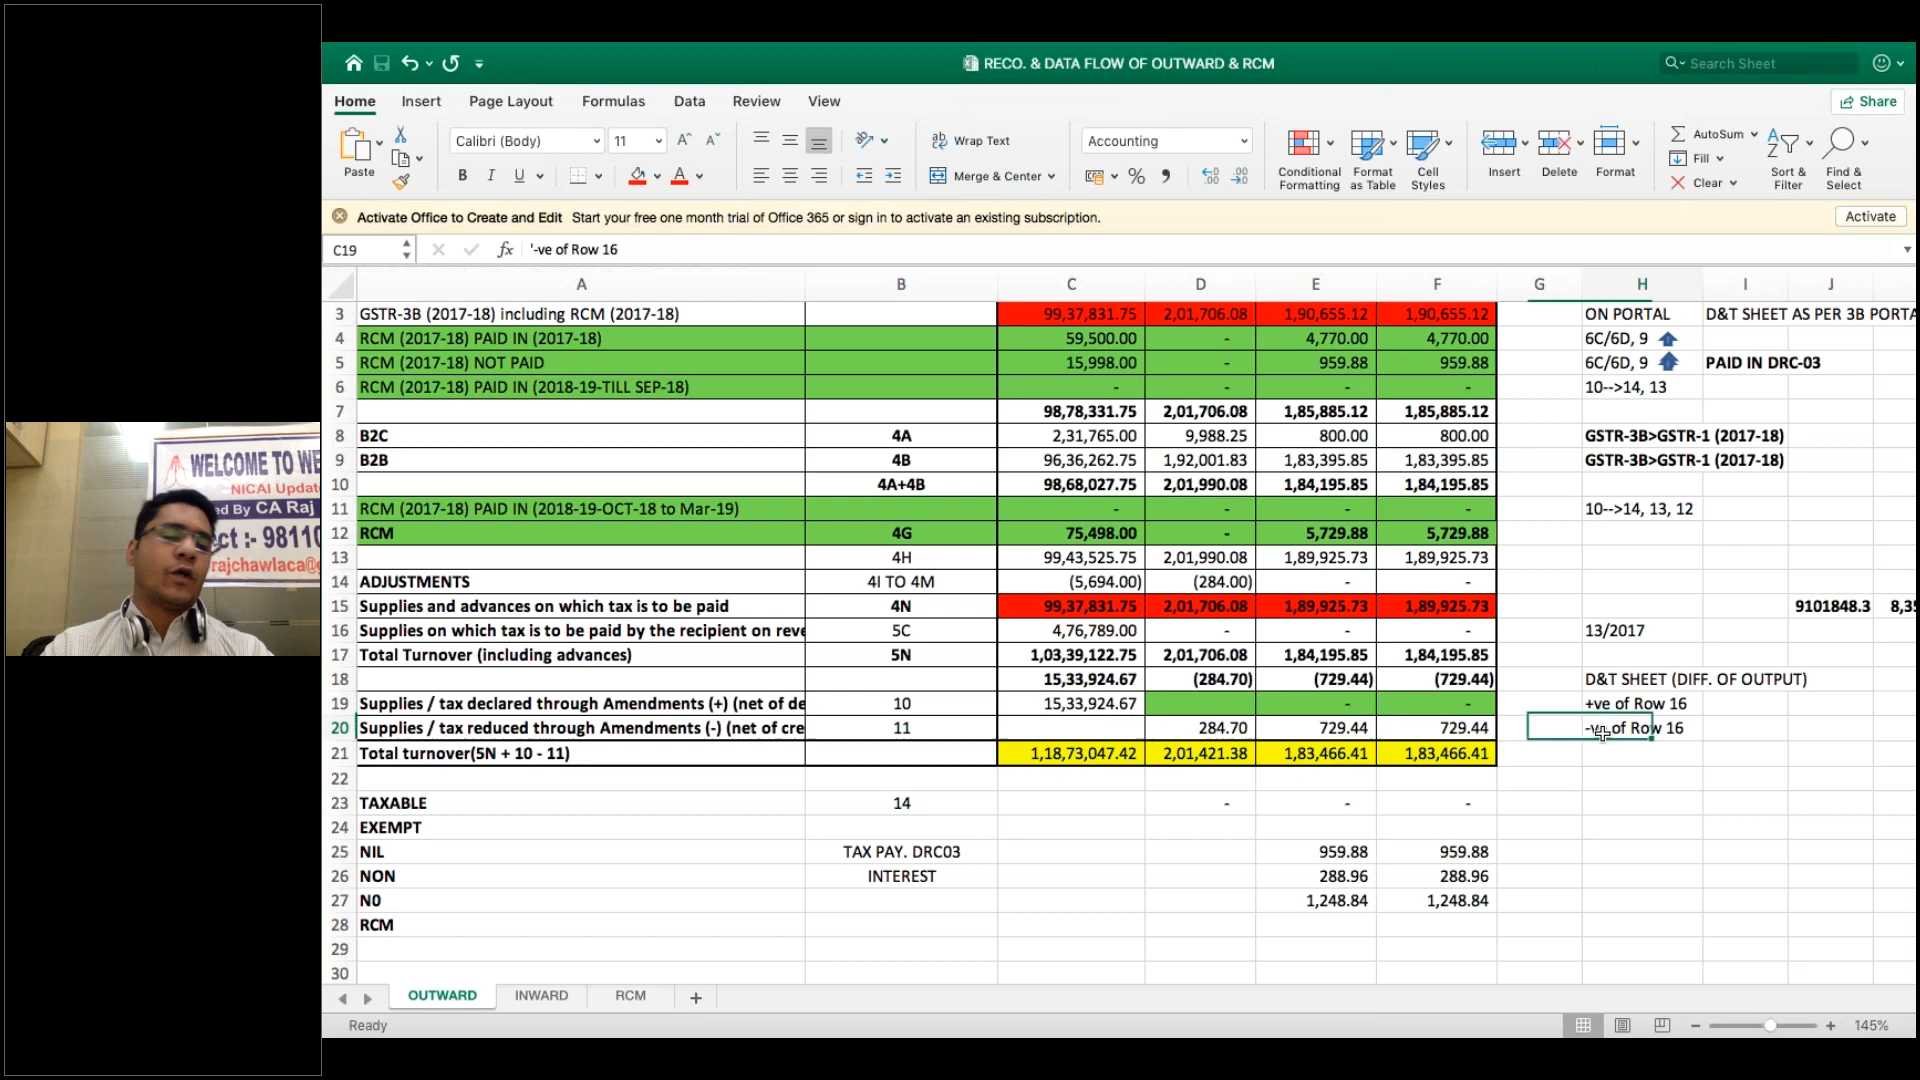 RECO. & DATA FLOW OF OUTWARD & RCM
Search Sheet
Home Insert Page Layout Formulas Data Review View
Share
Paste
Calibri (Body) 11
Wrap Text
Merge & Center
Accounting
Conditional Formatting
Format as Table
Cell Styles
Insert Delete Format
AutoSum
Fill
Clear
Sort & Filter
Find & Select
Activate Office to Create and Edit Start your free one month trial of Office 365 or sign in to activate an existing subscription.
Activate
C19 fx '-ve of Row 16
A B C D E F G H I J
3 GSTR-3B (2017-18) including RCM (2017-18) 99,37,831.75 2,01,706.08 1,90,655.12 1,90,655.12 ON PORTAL D&T SHEET AS PER 3B PORTA
4 RCM (2017-18) PAID IN (2017-18) 59,500.00 - 4,770.00 4,770.00 6C/6D, 9
5 RCM (2017-18) NOT PAID 15,998.00 - 959.88 959.88 6C/6D, 9 PAID IN DRC-03
6 RCM (2017-18) PAID IN (2018-19-TILL SEP-18) - - - - 10-->14, 13
7 98,78,331.75 2,01,706.08 1,85,885.12 1,85,885.12
8 B2C 4A 2,31,765.00 9,988.25 800.00 800.00 GSTR-3B>GSTR-1 (2017-18)
9 B2B 4B 96,36,262.75 1,92,001.83 1,83,395.85 1,83,395.85 GSTR-3B>GSTR-1 (2017-18)
10 4A+4B 98,68,027.75 2,01,990.08 1,84,195.85 1,84,195.85
11 RCM (2017-18) PAID IN (2018-19-OCT-18 to Mar-19) - - - - 10-->14, 13, 12
12 RCM 4G 75,498.00 - 5,729.88 5,729.88
13 4H 99,43,525.75 2,01,990.08 1,89,925.73 1,89,925.73
14 ADJUSTMENTS 4I TO 4M (5,694.00) (284.00) - -
15 Supplies and advances on which tax is to be paid 4N 99,37,831.75 2,01,706.08 1,89,925.73 1,89,925.73 9101848.3 8,35
16 Supplies on which tax is to be paid by the recipient on reve 5C 4,76,789.00 - - - 13/2017
17 Total Turnover (including advances) 5N 1,03,39,122.75 2,01,706.08 1,84,195.85 1,84,195.85
18 15,33,924.67 (284.70) (729.44) (729.44) D&T SHEET (DIFF. OF OUTPUT)
19 Supplies / tax declared through Amendments (+) (net of de 10 15,33,924.67 - - +ve of Row 16
20 Supplies / tax reduced through Amendments (-) (net of cre 11 284.70 729.44 729.44 -ve of Row 16
21 Total turnover(5N + 10 - 11) 1,18,73,047.42 2,01,421.38 1,83,466.41 1,83,466.41
22
23 TAXABLE 14 - - -
24 EXEMPT
25 NIL TAX PAY. DRC03 959.88 959.88
26 NON INTEREST 288.96 288.96
27 N0 1,248.84 1,248.84
28 RCM
29
30
OUTWARD INWARD RCM +
Ready
145%
WELCOME TO WE
NICAI Updat
ed By CA Raj
ct :- 98110
rajchawlaca@g